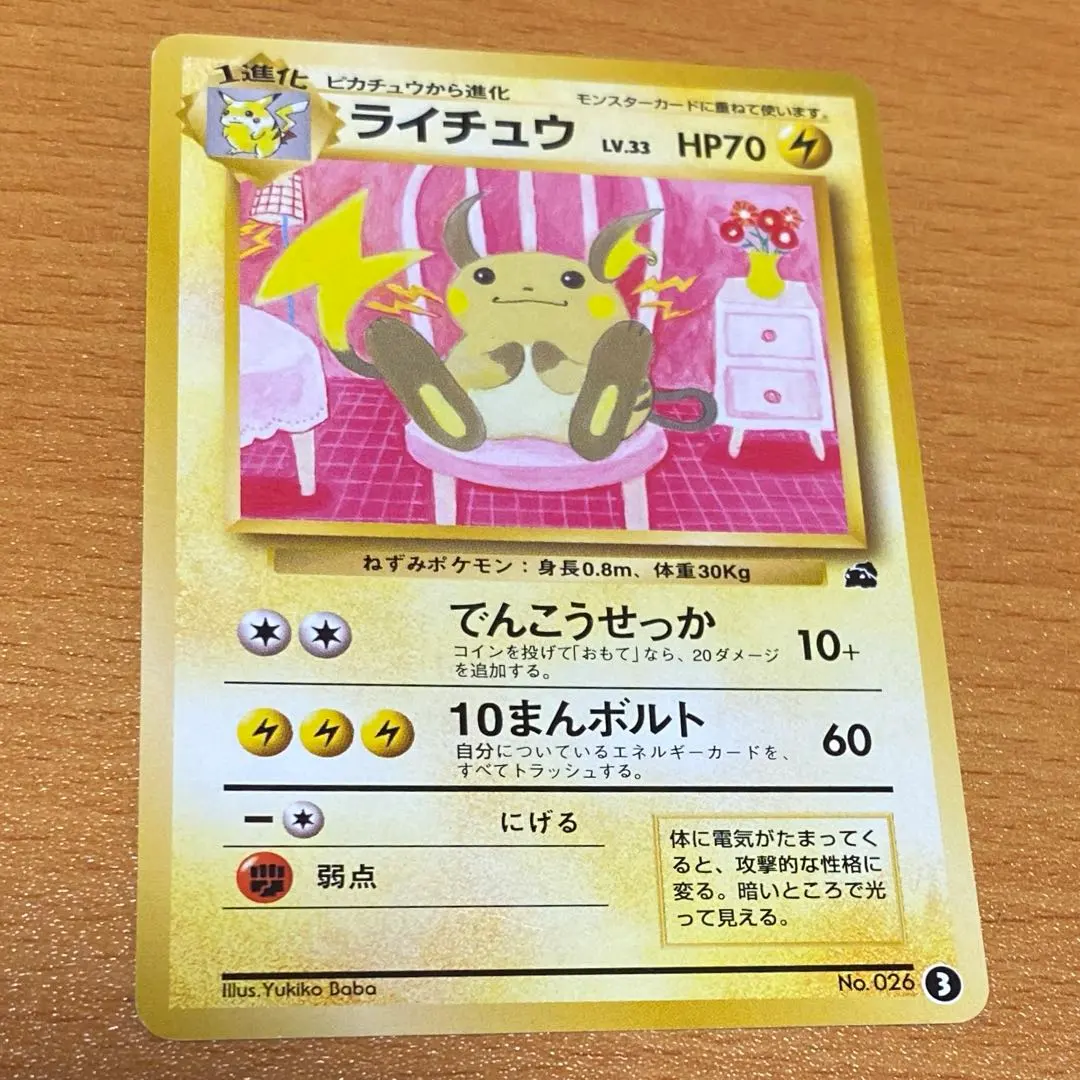 1進化 ピカチュウから進化 モンスターカードに重ねて使います。
ライチュウ LV.33 HP70
ねずみポケモン：身長0.8m、体重30Kg
でんこうせっか 10+
コインを投げて「おもて」なら、20ダメージ
を追加する。
10まんボルト 60
自分についているエネルギーカードを、
すべてトラッシュする。
ー にげる
弱点
体に電気がたまってく
ると、攻撃的な性格に
変る。暗いところで光
って見える。
Illus.Yukiko Baba No.026 3